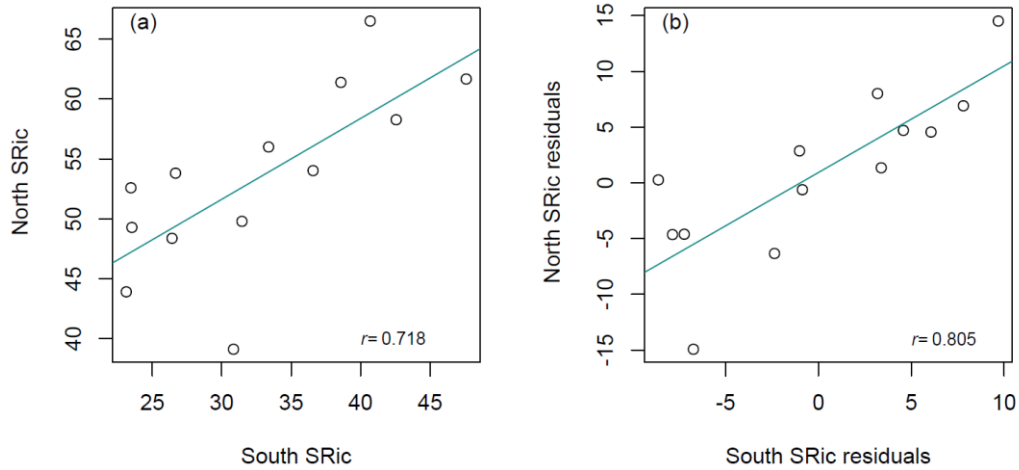 (a)
North SRic
65
60
55
50
45
40
r= 0.718
25 30 35 40 45
South SRic
(b)
North SRic residuals
15
10
5
0
-5
-10
-15
r= 0.805
-5 0 5 10
South SRic residuals